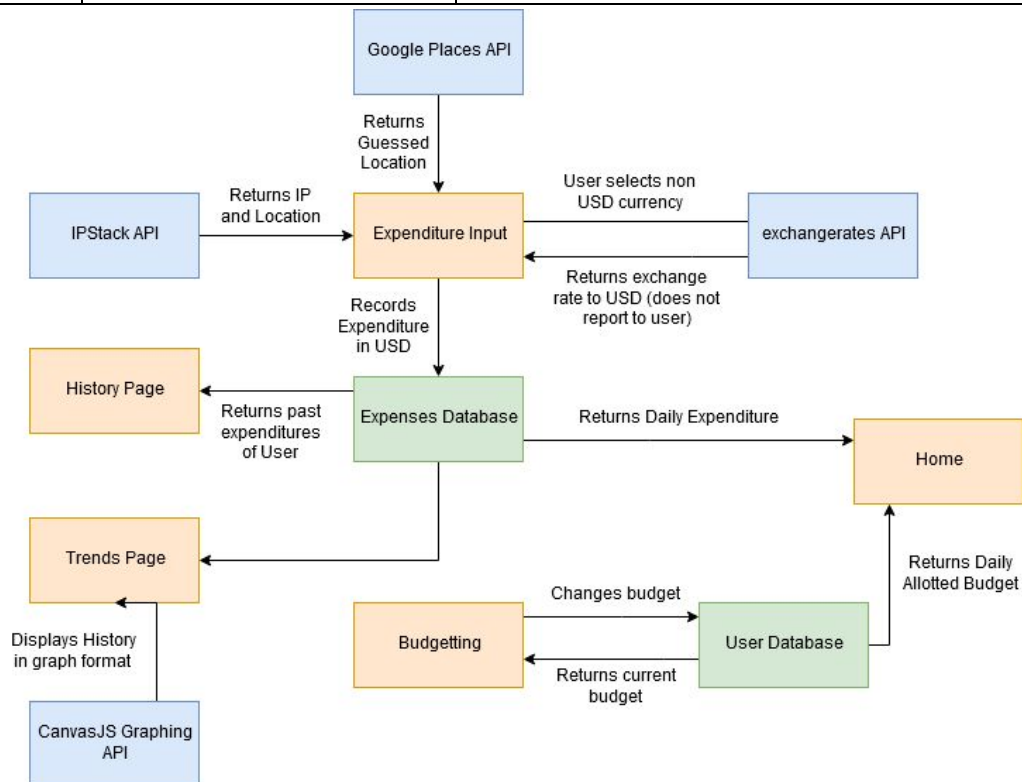 Google Places API
Returns
Guessed
Location
User selects non
USD currency
Returns IP
and Location
IPStack API
Expenditure Input
exchangerates API
Returns exchange
rate to USD (does not
report to user)
Records
Expenditure
in USD
History Page
Returns past
expenditures
of User
Expenses Database
Returns Daily Expenditure
Home
Trends Page
Returns Daily
Allotted Budget
Changes budget
Budgetting
User Database
Returns current
budget
Displays History
in graph format
CanvasJS Graphing
API